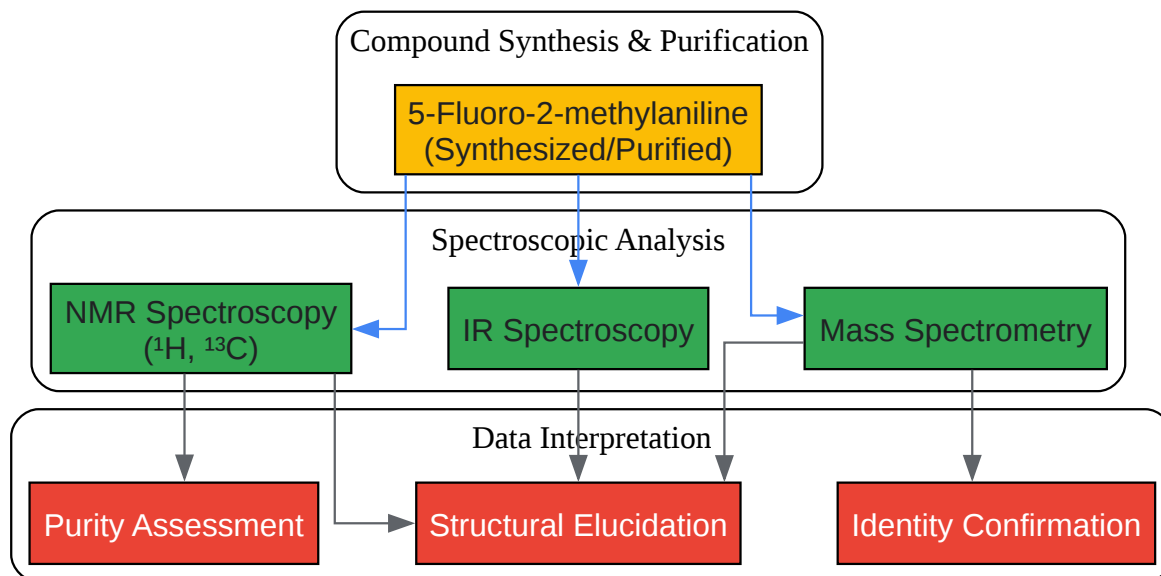 Compound Synthesis & Purification
5-Fluoro-2-methylaniline
(Synthesized/Purified)
Spectroscopic Analysis
NMR Spectroscopy
(¹H, ¹³C)
IR Spectroscopy
Mass Spectrometry
Data Interpretation
Purity Assessment
Structural Elucidation
Identity Confirmation